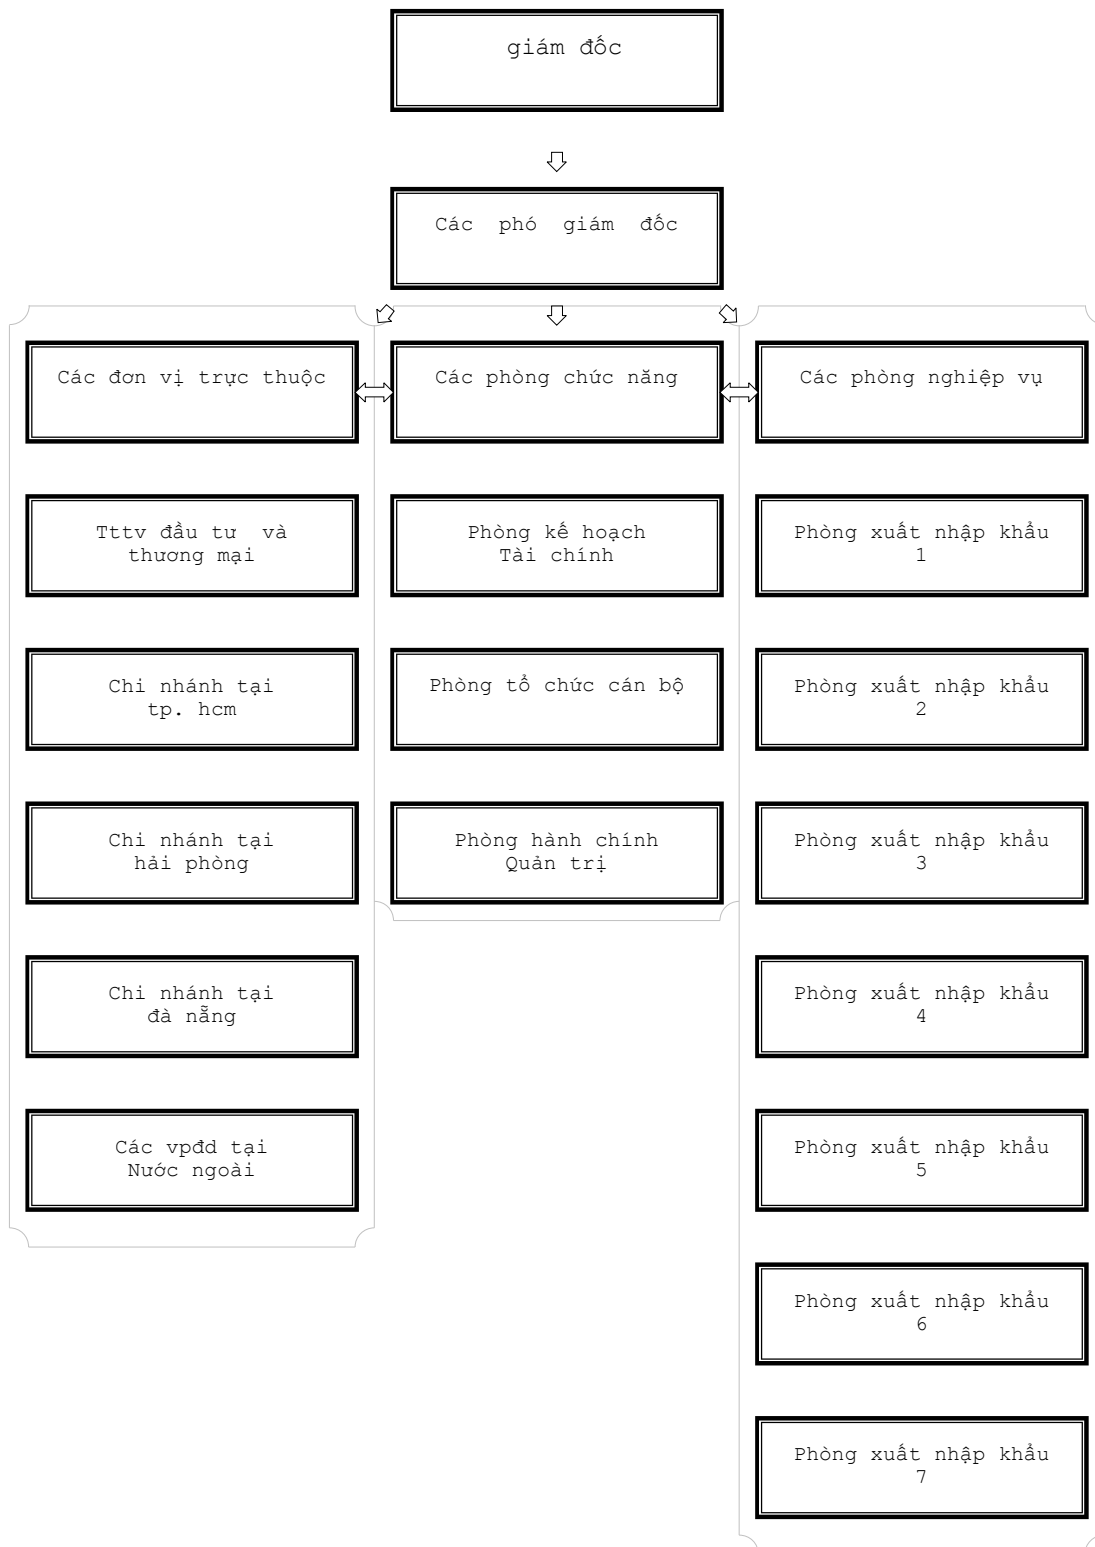 giám đốc
Các phó giám đốc
Các đơn vị trực thuộc
Các phòng chức năng
Các phòng nghiệp vụ
Tttv đầu tư và
thương mại
Phòng kế hoạch
Tài chính
Phòng xuất nhập khẩu
1
Chi nhánh tại
tp. hcm
Phòng tổ chức cán bộ
Phòng xuất nhập khẩu
2
Chi nhánh tại
hải phòng
Phòng hành chính
Quản trị
Phòng xuất nhập khẩu
3
Chi nhánh tại
đà nẵng
Phòng xuất nhập khẩu
4
Các vpđd tại
Nước ngoài
Phòng xuất nhập khẩu
5
Phòng xuất nhập khẩu
6
Phòng xuất nhập khẩu
7